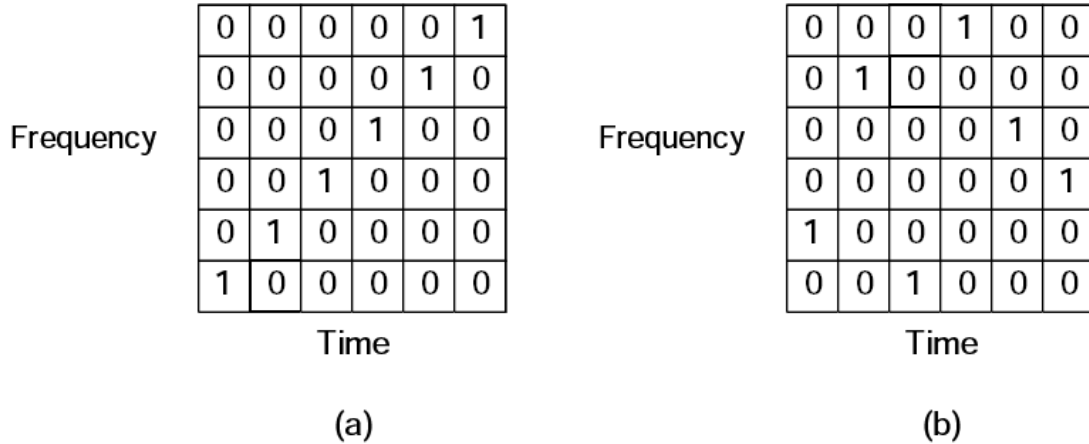 0 0 0 0 0 1
0 0 0 0 1 0
0 0 0 1 0 0
0 0 1 0 0 0
0 1 0 0 0 0
1 0 0 0 0 0
Frequency
Time
(a)
0 0 0 1 0 0
0 1 0 0 0 0
0 0 0 0 1 0
0 0 0 0 0 1
1 0 0 0 0 0
0 0 1 0 0 0
Frequency
Time
(b)